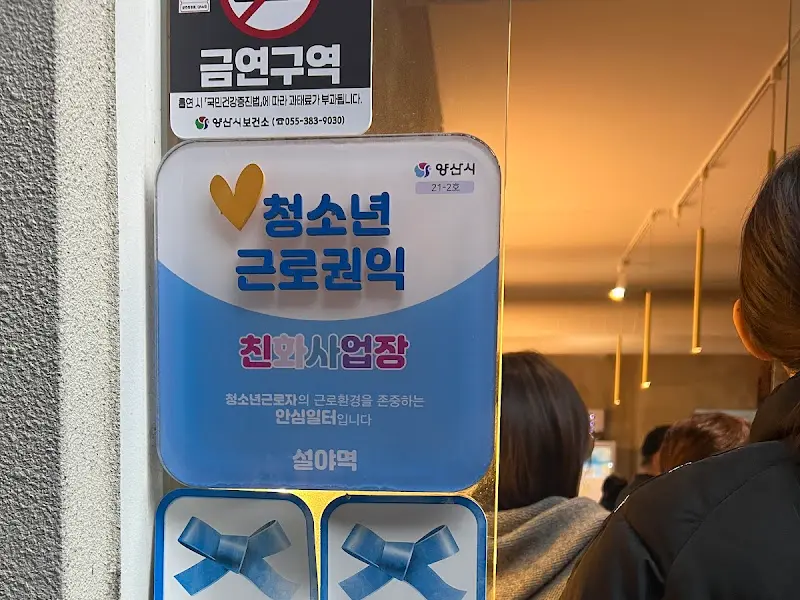 금연구역
흡연 시 「국민건강증진법」에 따라 과태료가 부과됩니다.
양산시보건소 (☎055-383-9030)
양산시
21-2호
청소년
근로권익
친화사업장
청소년근로자의 근로환경을 존중하는
안심일터입니다
설야멱